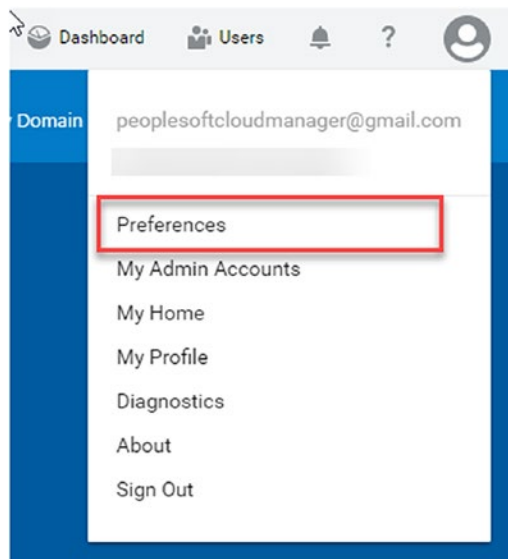 Dashboard Users ?
Domain
peoplesoftcloudmanager@gmail.com
Preferences
My Admin Accounts
My Home
My Profile
Diagnostics
About
Sign Out